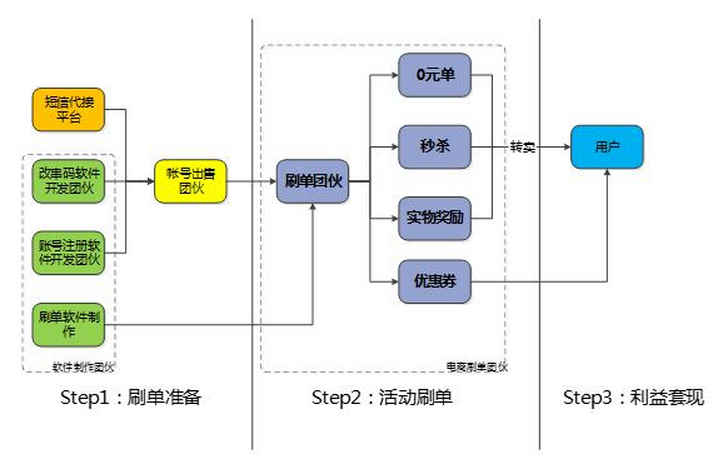 短信代接
平台
改串码软件
开发团伙
账号注册软
件开发团伙
刷单软件制
作
软件制作团伙
帐号出售
团伙
刷单团伙
0元单
秒杀
实物奖励
优惠券
电商刷单团伙
转卖
用户
Step1：刷单准备
Step2：活动刷单
Step3：利益套现